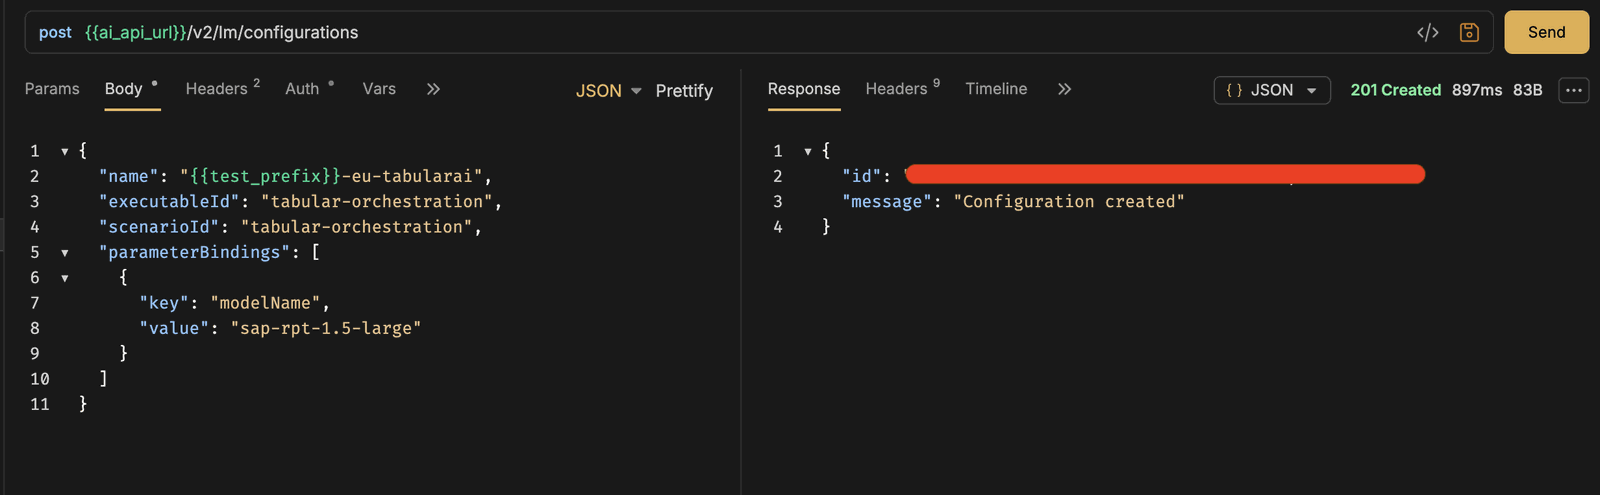 post {{ai_api_url}}/v2/lm/configurations
Send
Params Body Headers 2 Auth Vars JSON Prettify
1 {
2 "name": "{{test_prefix}}-eu-tabularai",
3 "executableId": "tabular-orchestration",
4 "scenarioId": "tabular-orchestration",
5 "parameterBindings": [
6 {
7 "key": "modelName",
8 "value": "sap-rpt-1.5-large"
9 }
10 ]
11 }
Response Headers 9 Timeline { } JSON 201 Created 897ms 83B
1 {
2 "id": "
3 "message": "Configuration created"
4 }